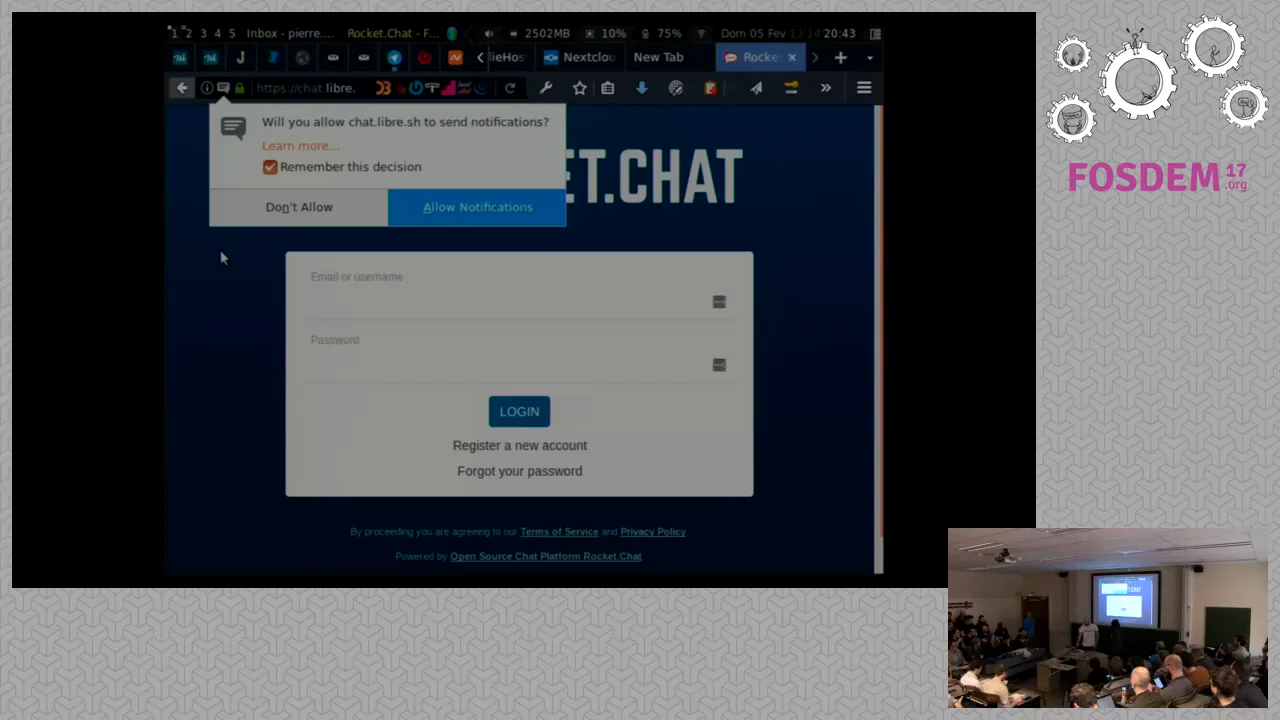 1 2 3 4 5 Inbox - pierre.... Rocket.Chat - F... 2502MB 10% 75% Dom 05 Fev 13:14 20:43
J lieHos Nextclou New Tab Rocke
https://chat.libre.
Will you allow chat.libre.sh to send notifications?
Learn more...
Remember this decision
Don't Allow Allow Notifications
ET.CHAT
Email or username
Password
LOGIN
Register a new account
Forgot your password
By proceeding you are agreeing to our Terms of Service and Privacy Policy
Powered by Open Source Chat Platform Rocket.Chat
FOSDEM 17
.org